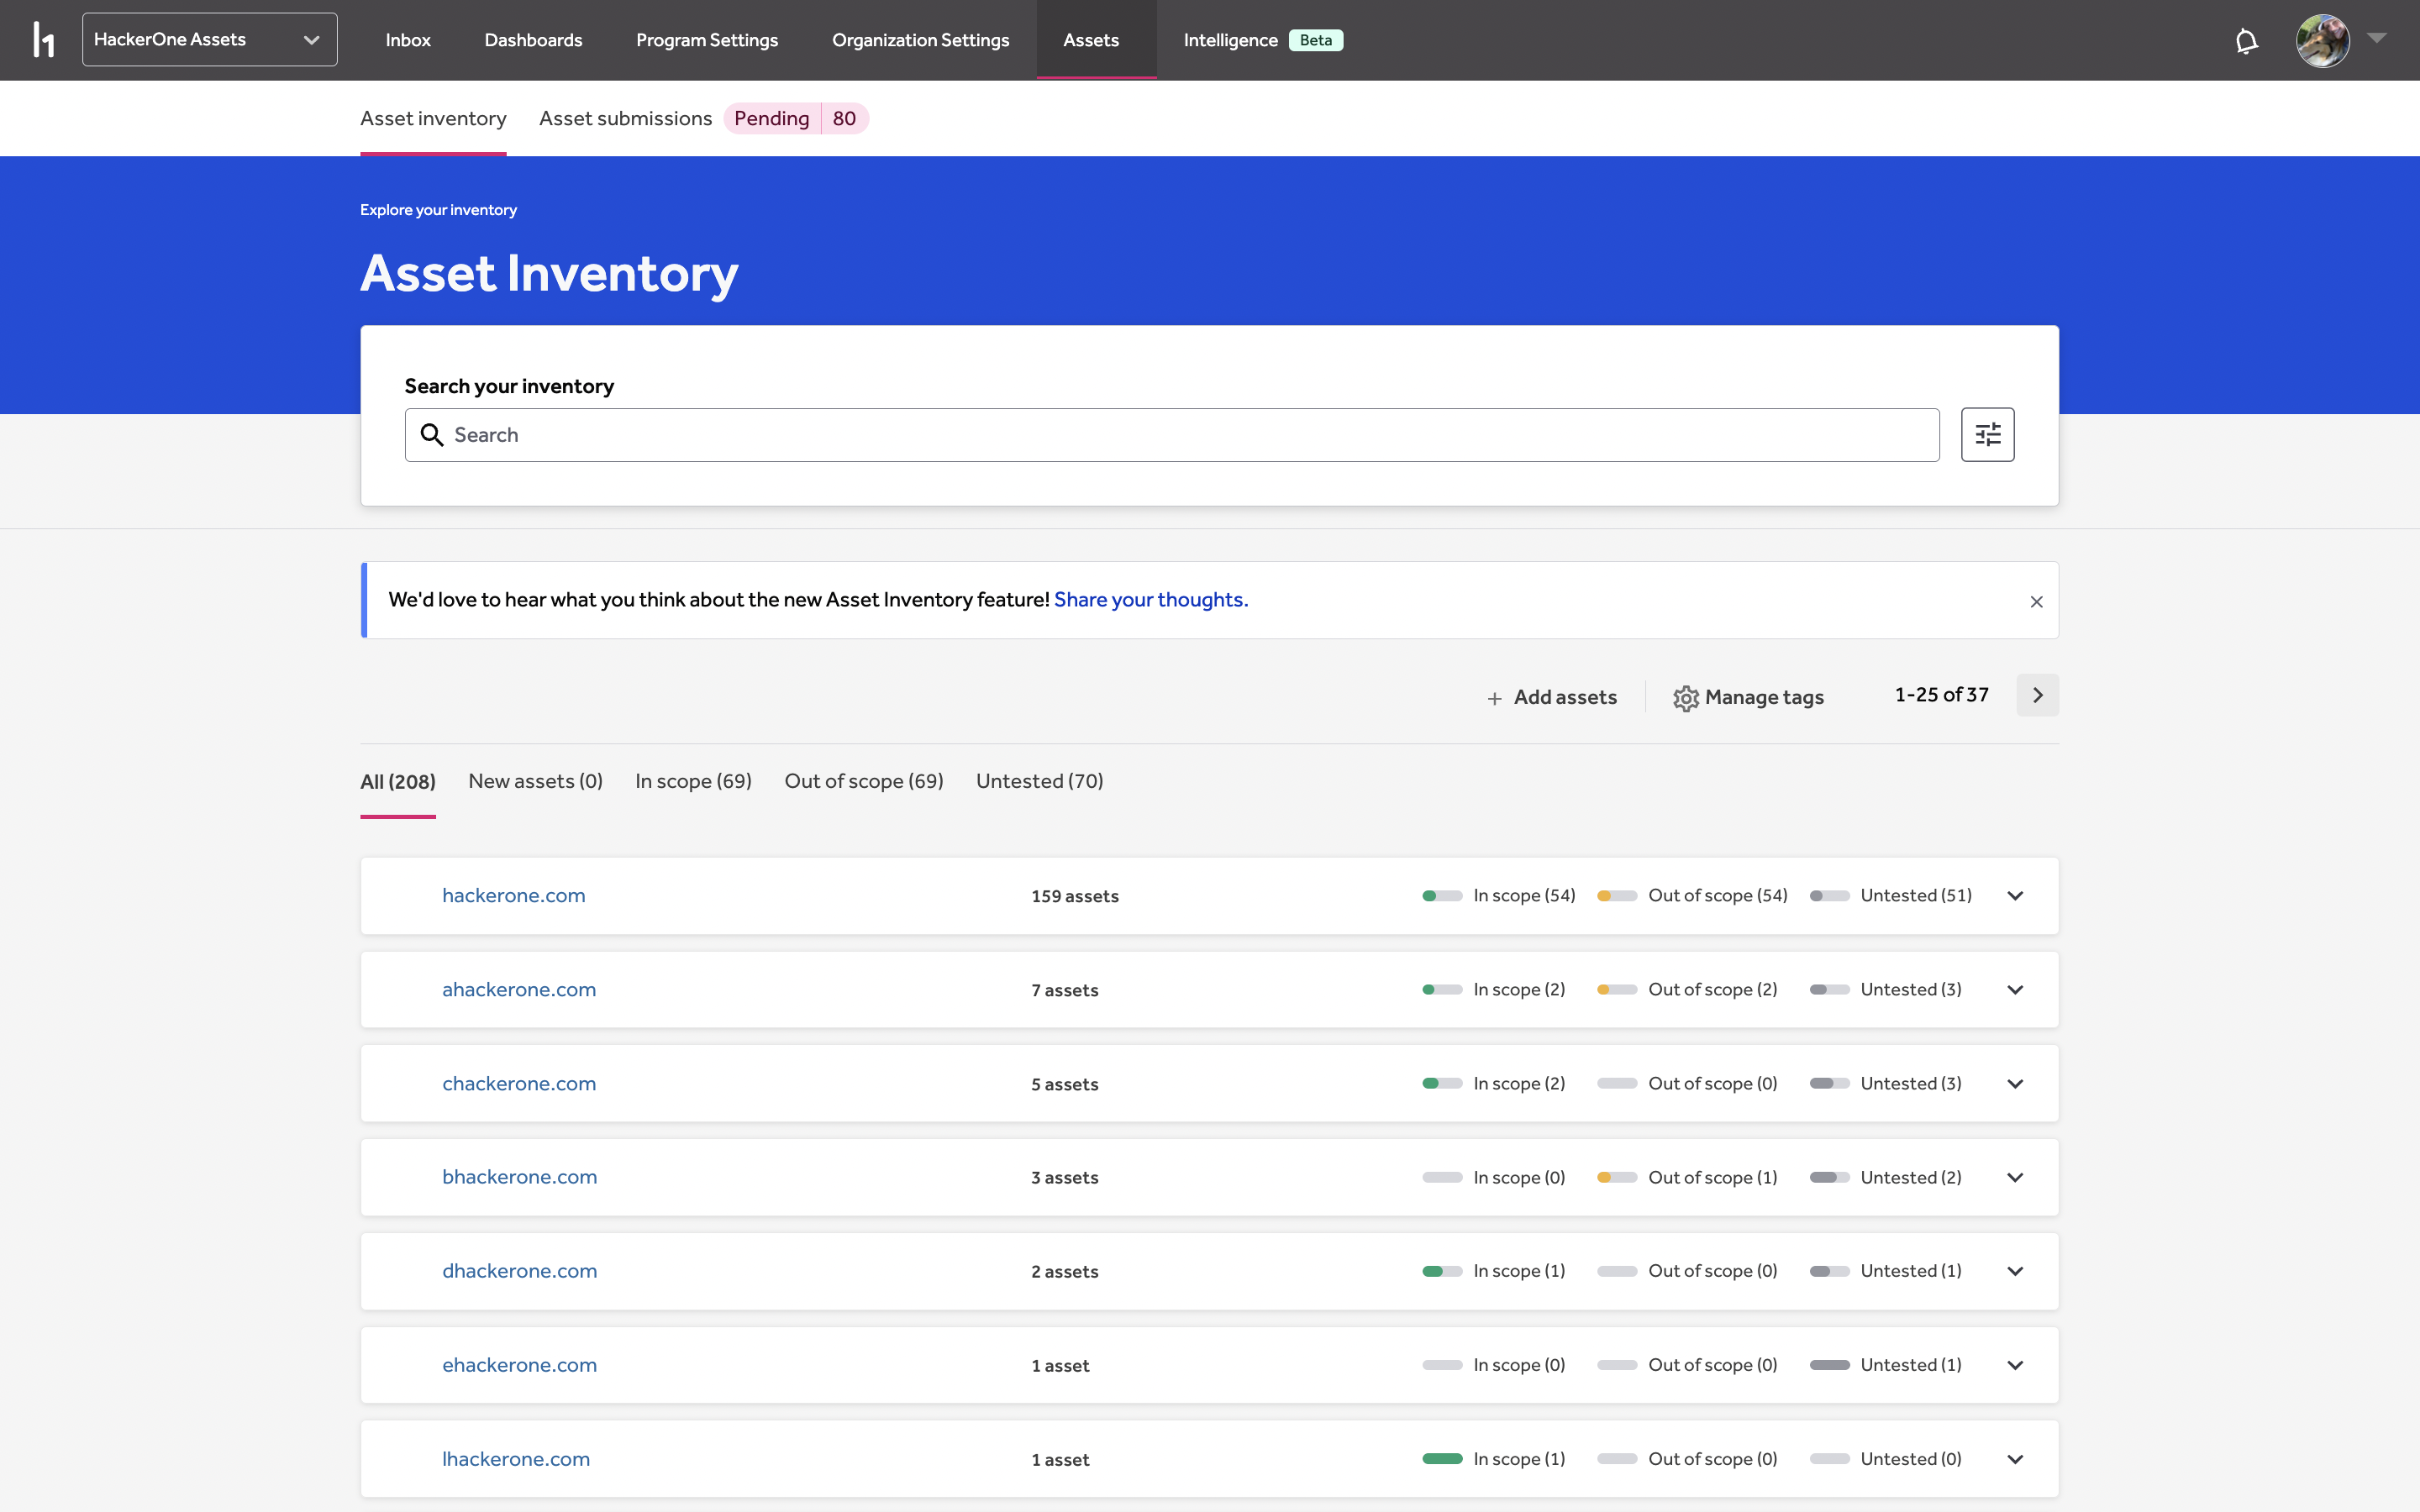 HackerOne Assets Inbox Dashboards Program Settings Organization Settings Assets Intelligence Beta
Asset inventory Asset submissions Pending 80
Explore your inventory
Asset Inventory
Search your inventory
Search
We'd love to hear what you think about the new Asset Inventory feature! Share your thoughts.
+ Add assets Manage tags 1-25 of 37
All (208) New assets (0) In scope (69) Out of scope (69) Untested (70)
hackerone.com 159 assets In scope (54) Out of scope (54) Untested (51)
ahackerone.com 7 assets In scope (2) Out of scope (2) Untested (3)
chackerone.com 5 assets In scope (2) Out of scope (0) Untested (3)
bhackerone.com 3 assets In scope (0) Out of scope (1) Untested (2)
dhackerone.com 2 assets In scope (1) Out of scope (0) Untested (1)
ehackerone.com 1 asset In scope (0) Out of scope (0) Untested (1)
lhackerone.com 1 asset In scope (1) Out of scope (0) Untested (0)